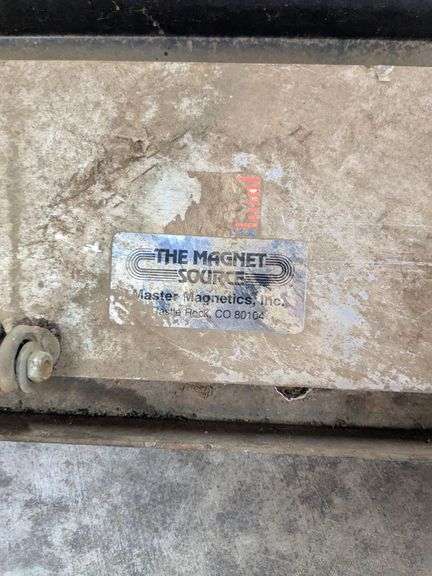 THE MAGNET
SOURCE
Master Magnetics, Inc.
Castle Rock, CO 80104